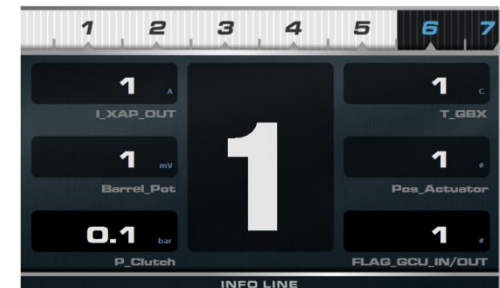 1 2 3 4 5 6 7
1 A
I_XAP_OUT
1 mV
Barrel_Pot
0.1 bar
P_Clutch
1
1 C
T_GBX
1 #
Pos_Actuator
1 #
FLAG_GCU_IN/OUT
INFO LINE